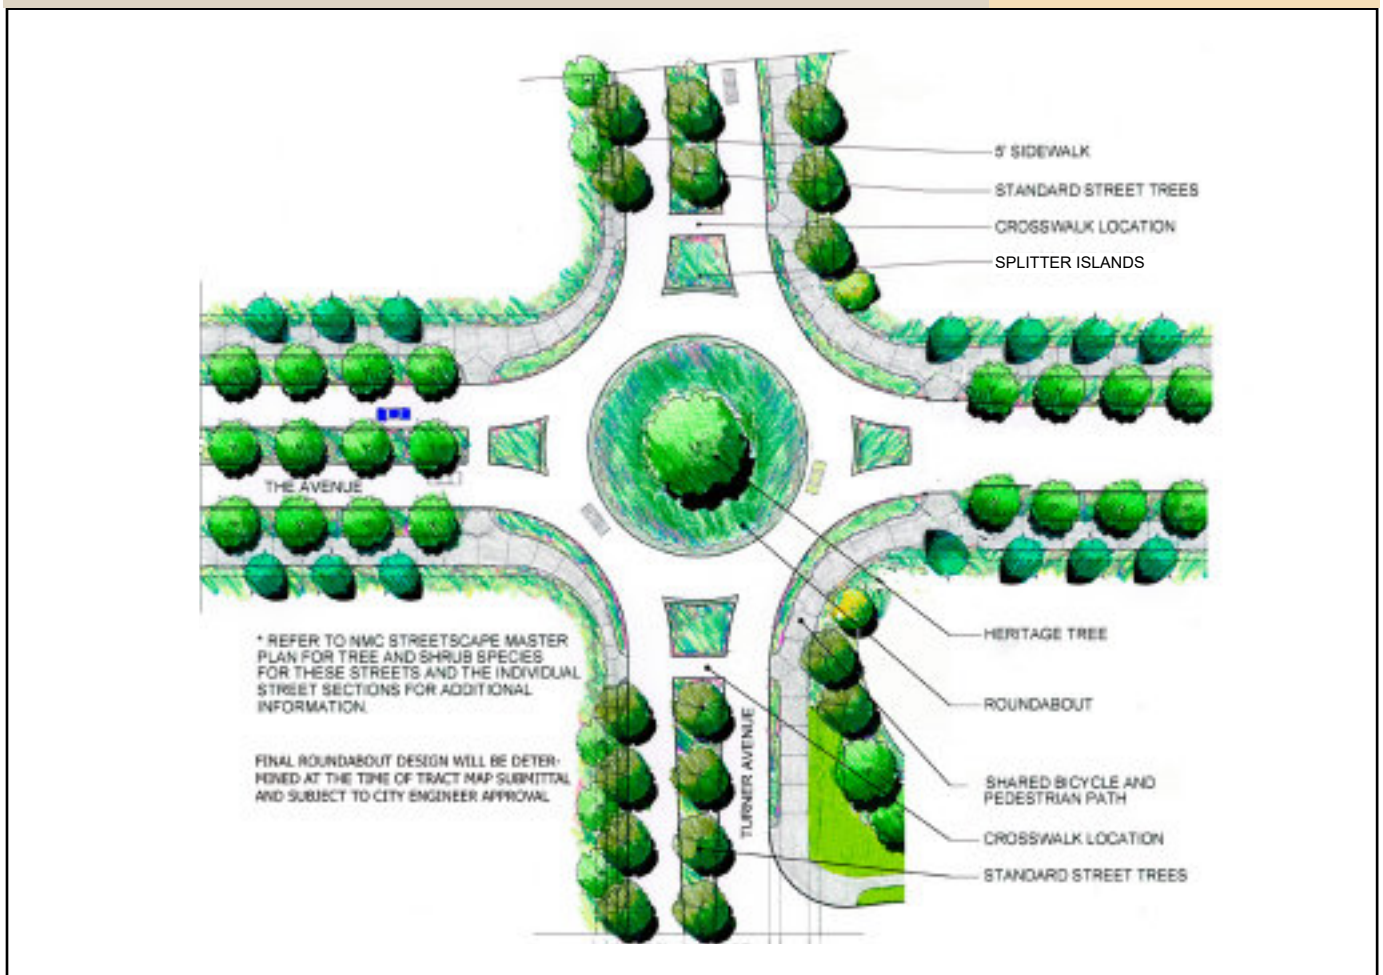 5' SIDEWALK
STANDARD STREET TREES
CROSSWALK LOCATION
SPLITTER ISLANDS
THE AVENUE
* REFER TO NMC STREETSCAPE MASTER
PLAN FOR TREE AND SHRUB SPECIES
FOR THESE STREETS AND THE INDIVIDUAL
STREET SECTIONS FOR ADDITIONAL
INFORMATION.
FINAL ROUNDABOUT DESIGN WILL BE DETER-
MINED AT THE TIME OF TRACT MAP SUBMITTAL
AND SUBJECT TO CITY ENGINEER APPROVAL
TURNER AVENUE
HERITAGE TREE
ROUNDABOUT
SHARED BICYCLE AND
PEDESTRIAN PATH
CROSSWALK LOCATION
STANDARD STREET TREES